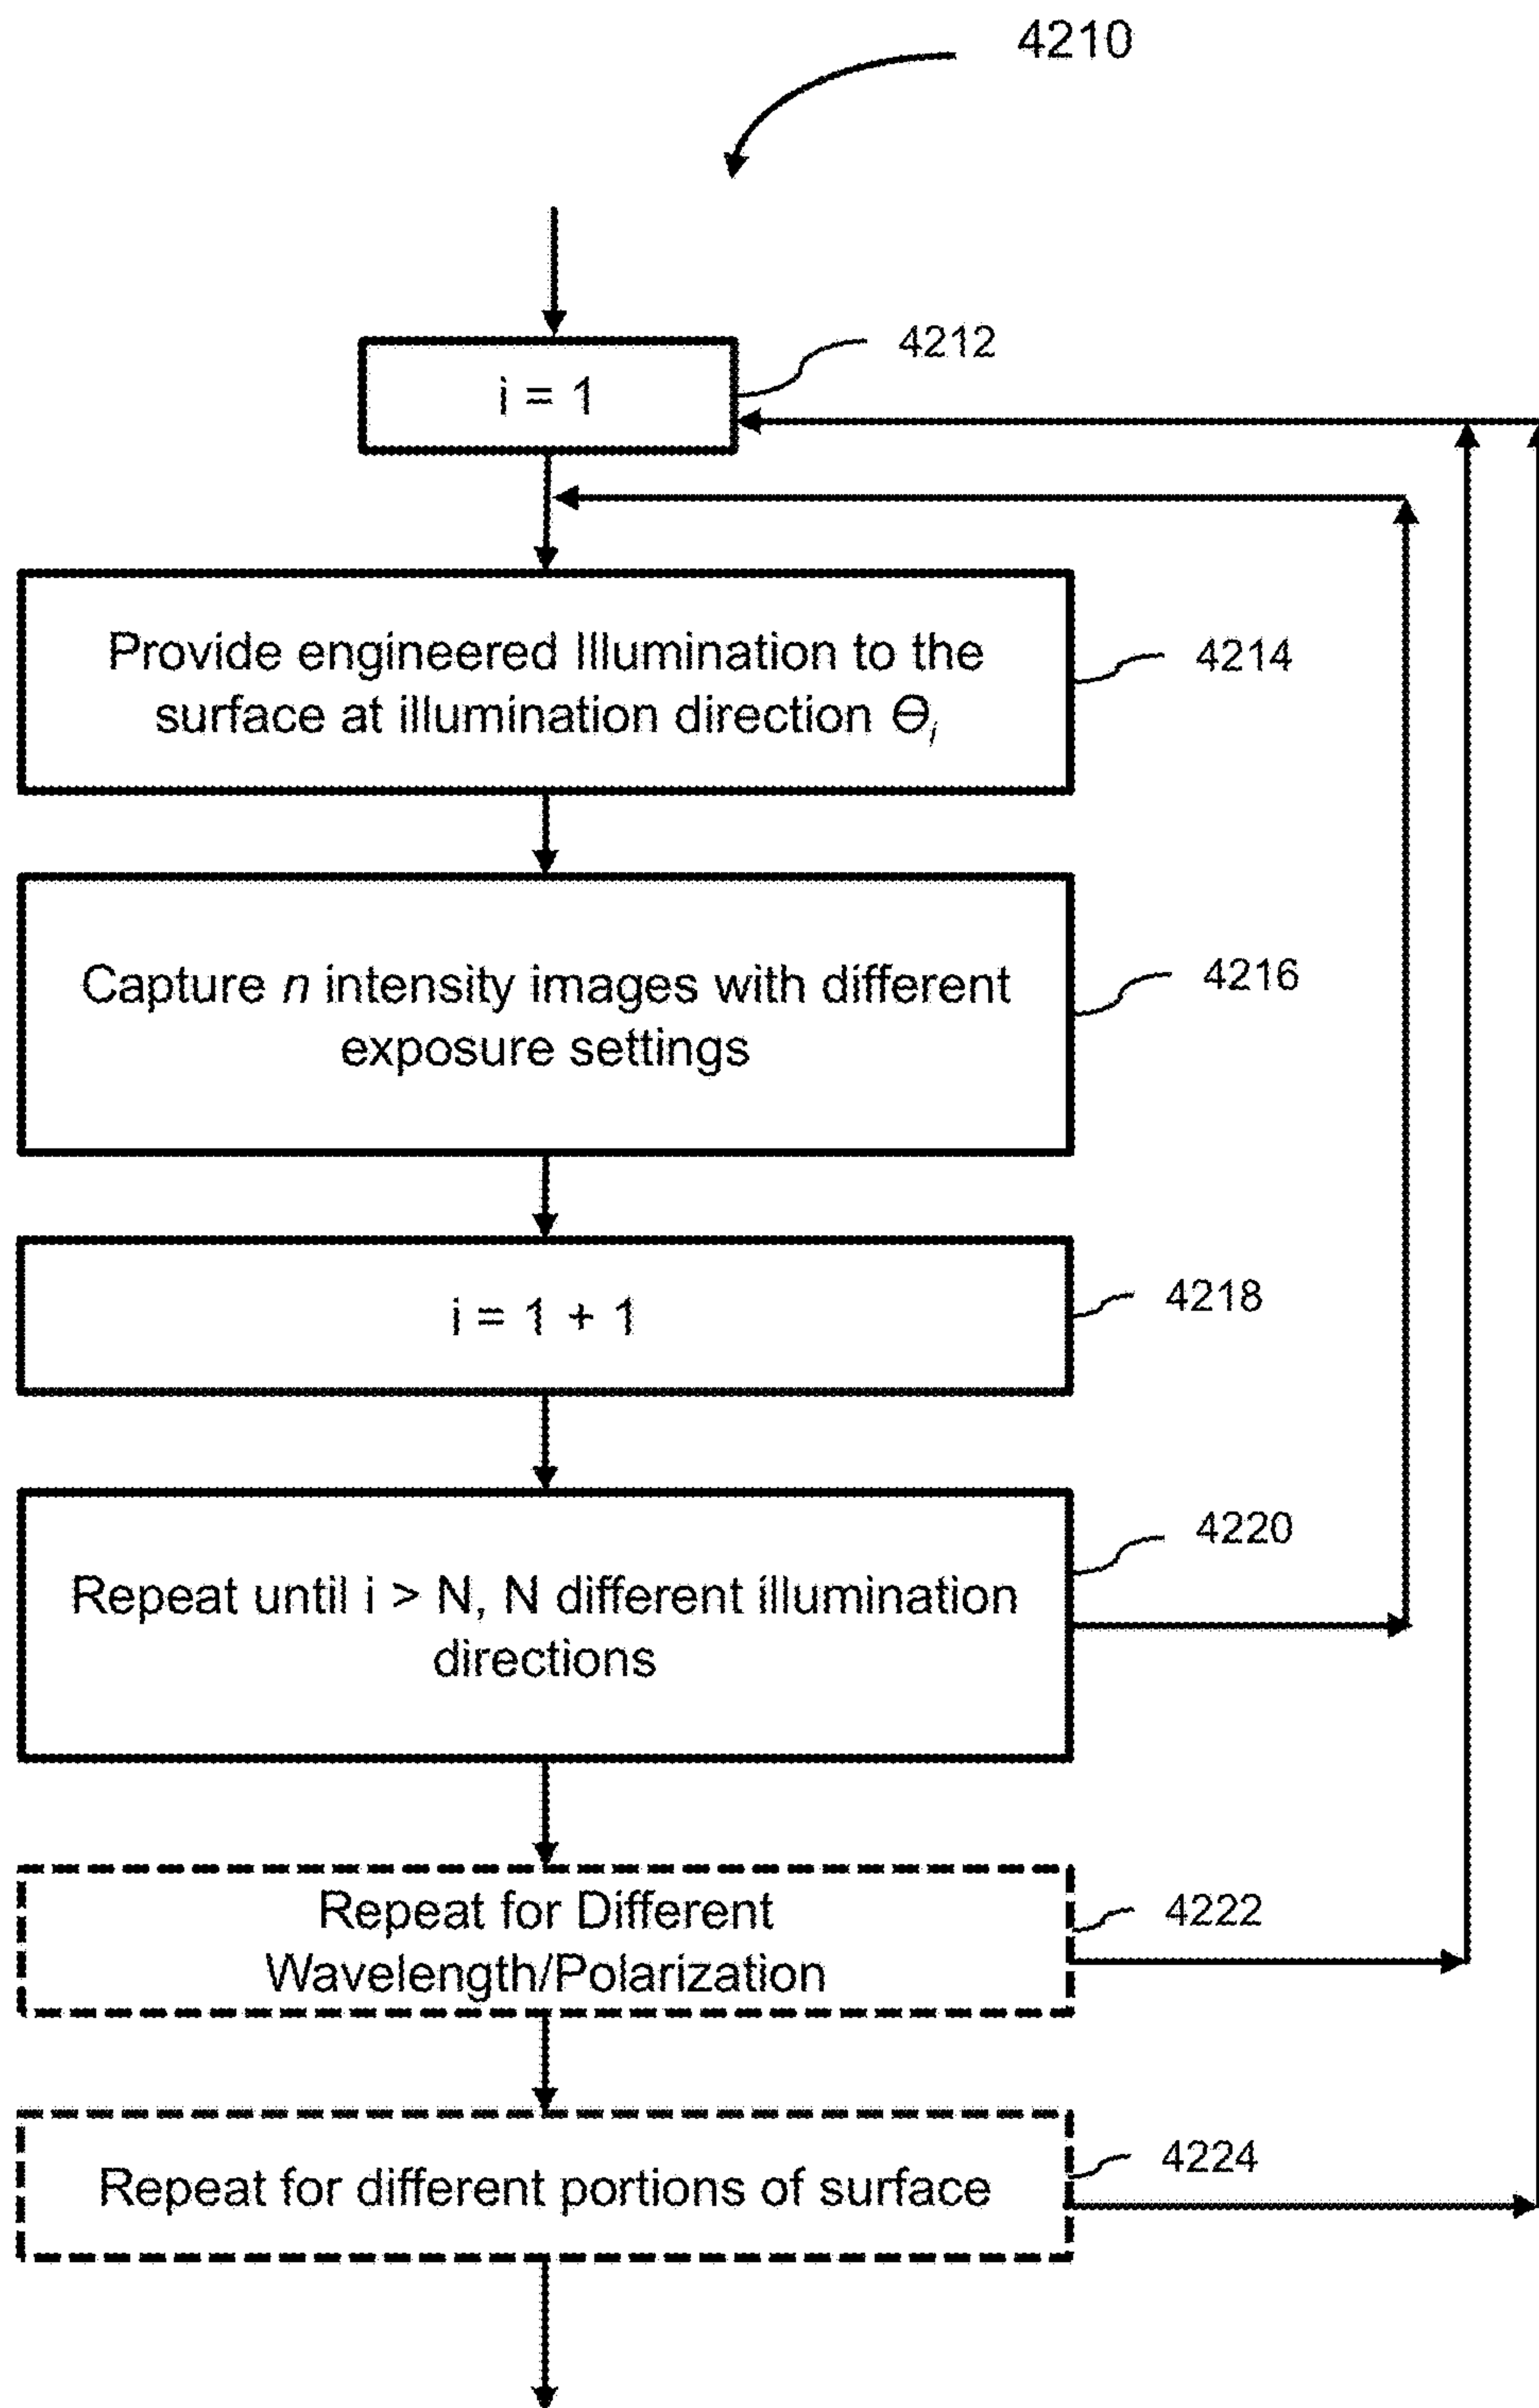 4210
4212
i = 1
Provide engineered Illumination to the
surface at illumination direction Θi
4214
Capture n intensity images with different
exposure settings
4216
i = 1 + 1
4218
4220
Repeat until i > N, N different illumination
directions
Repeat for Different
Wavelength/Polarization
4222
4224
Repeat for different portions of surface